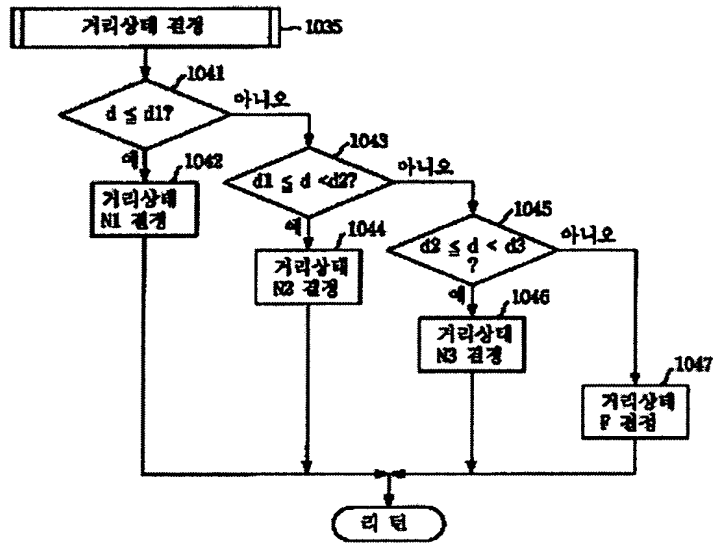 거리상태 결정
1035
1041
d ≦ d1?
아니오
예
1042
거리상태
N1 결정
1043
d1 ≦ d <d2?
아니오
예
1044
거리상태
N2 결정
1045
d2 ≦ d < d3
?
아니오
예
1046
거리상태
N3 결정
1047
거리상태
F 결정
리 턴